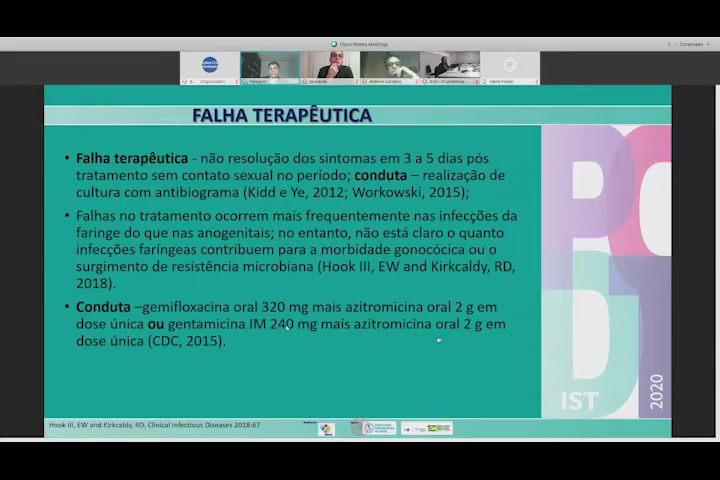 Cisco Webex Meetings
Conectado
FALHA TERAPÊUTICA
• Falha terapêutica - não resolução dos sintomas em 3 a 5 dias pós
tratamento sem contato sexual no período; conduta – realização de
cultura com antibiograma (Kidd e Ye, 2012; Workowski, 2015);
• Falhas no tratamento ocorrem mais frequentemente nas infecções da
faringe do que nas anogenitais; no entanto, não está claro o quanto
infecções faríngeas contribuem para a morbidade gonocócica ou o
surgimento de resistência microbiana (Hook III, EW and Kirkcaldy, RD,
2018).
• Conduta –gemifloxacina oral 320 mg mais azitromicina oral 2 g em
dose única ou gentamicina IM 240 mg mais azitromicina oral 2 g em
dose única (CDC, 2015).
PCDT
IST
2020
Hook III, EW and Kirkcaldy, RD. Clinical Infectious Diseases 2018:67